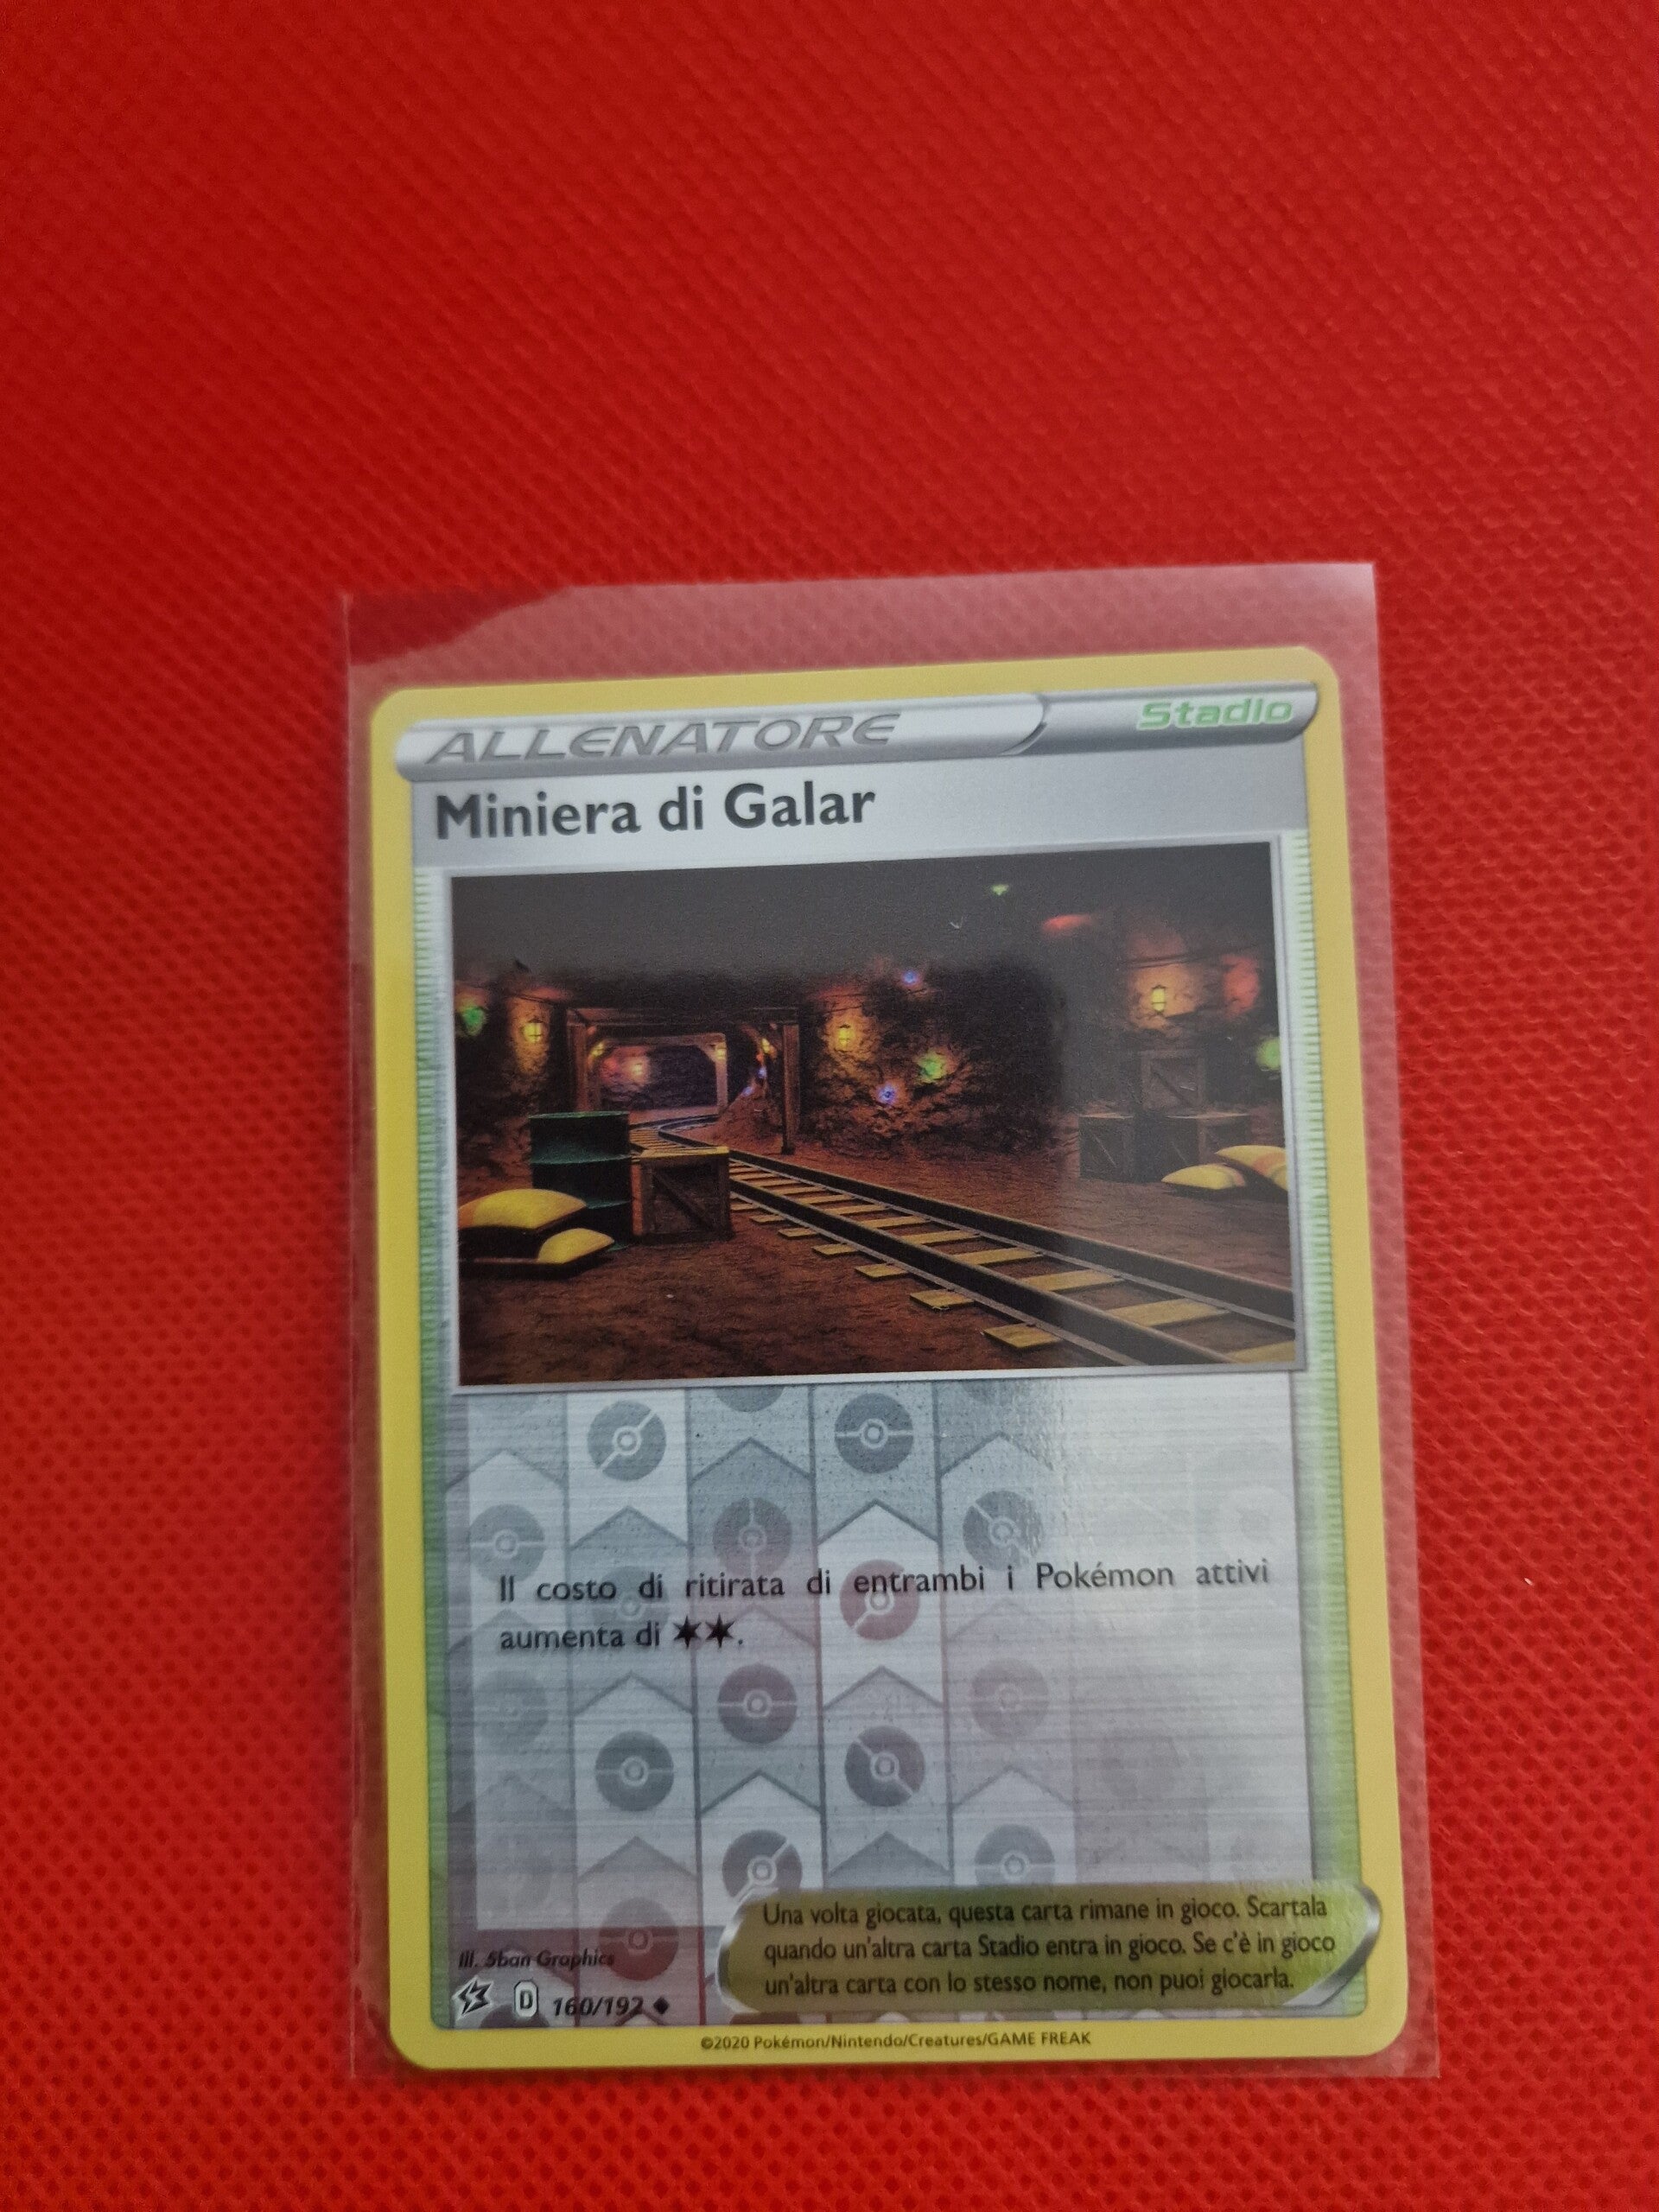 ALLENATORE
Stadio
Miniera di Galar
Il costo di ritirata di entrambi i Pokémon attivi
aumenta di ✶✶.
Una volta giocata, questa carta rimane in gioco. Scartala
quando un'altra carta Stadio entra in gioco. Se c'è in gioco
un'altra carta con lo stesso nome, non puoi giocarla.
Ill. 5ban Graphics
D 160/192 ◆
©2020 Pokémon/Nintendo/Creatures/GAME FREAK